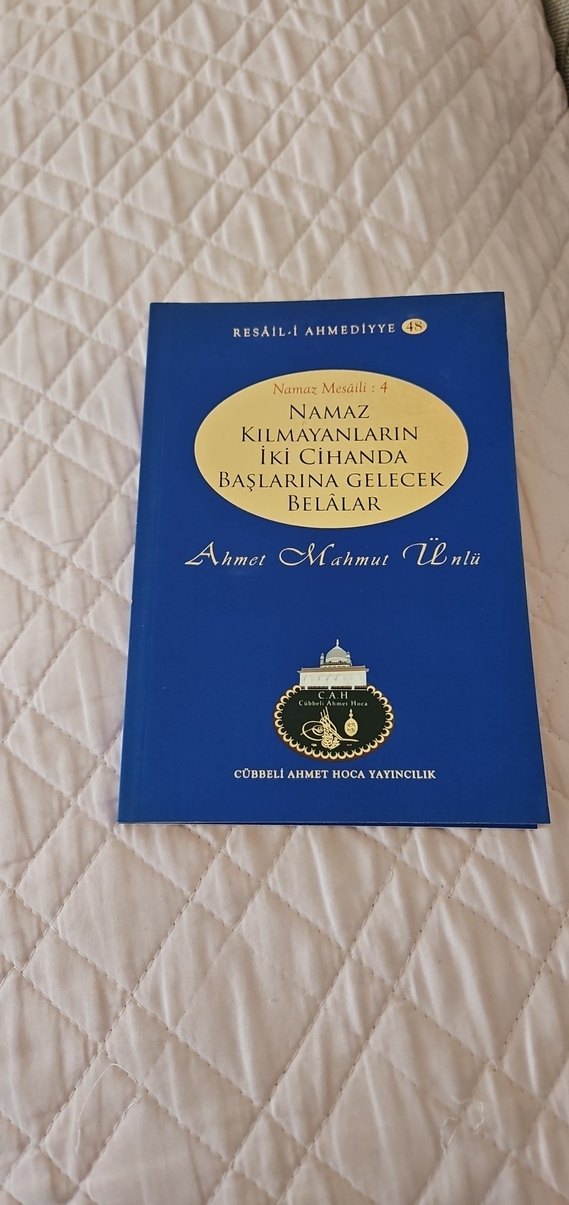 RESÂİL-İ AHMEDİYYE 48
Namaz Mesâili : 4
NAMAZ
KILMAYANLARIN
İKİ CİHANDA
BAŞLARINA GELECEK
BELÂLAR
Ahmet Mahmut Ünlü
C.A.H
Cübbeli Ahmet Hoca
CÜBBELİ AHMET HOCA YAYINCILIK